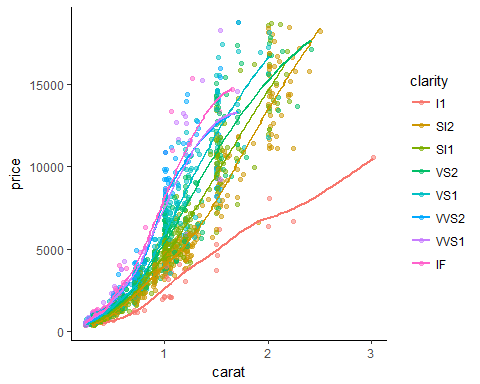 15000
10000
5000
0
price
1
2
3
carat
clarity
I1
SI2
SI1
VS2
VS1
VVS2
VVS1
IF